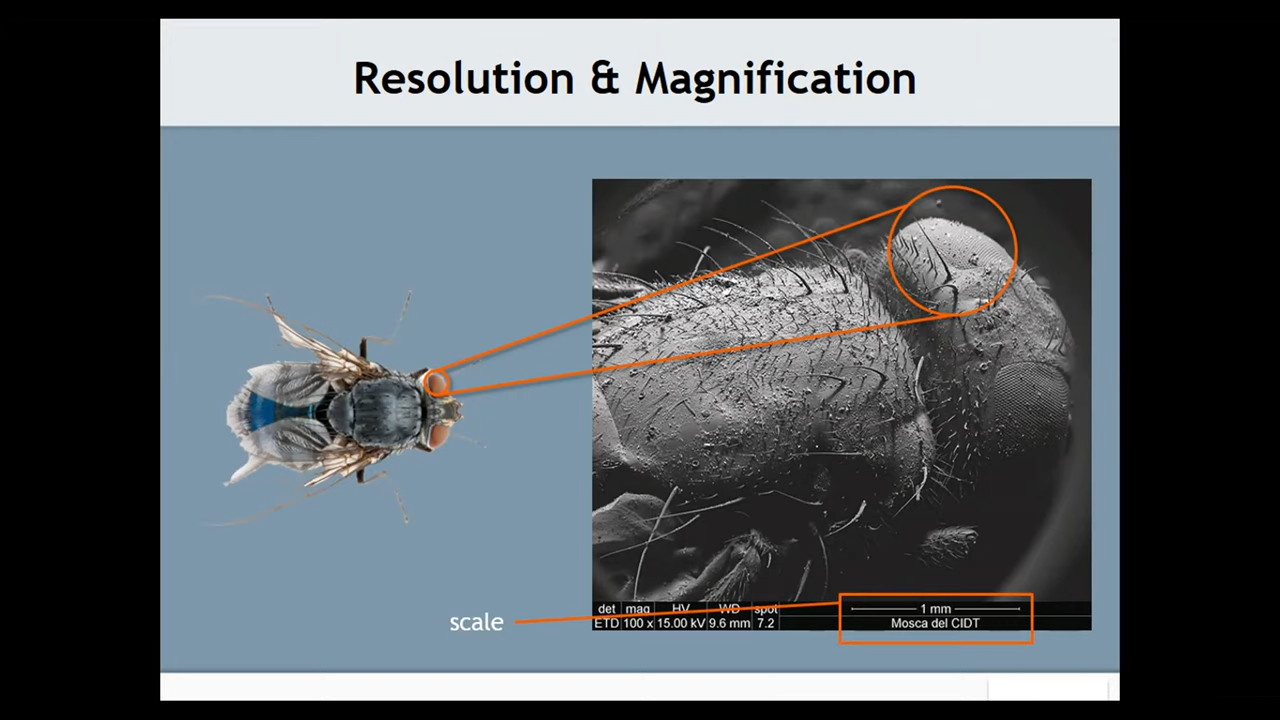 Resolution & Magnification
scale
det mag HV WD spot
ETD 100 x 15.00 kV 9.6 mm 7.2
1 mm
Mosca del CIDT